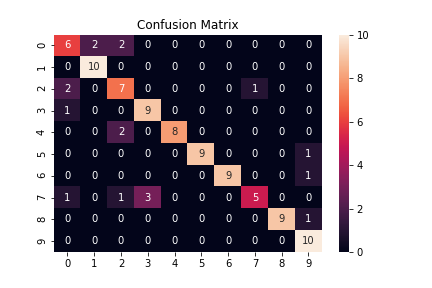 Confusion Matrix
0 6 2 2 0 0 0 0 0 0 0
1 0 10 0 0 0 0 0 0 0 0
2 2 0 7 0 0 0 0 1 0 0
3 1 0 0 9 0 0 0 0 0 0
4 0 0 2 0 8 0 0 0 0 0
5 0 0 0 0 0 9 0 0 0 1
6 0 0 0 0 0 0 9 0 0 1
7 1 0 1 3 0 0 0 5 0 0
8 0 0 0 0 0 0 0 0 9 1
9 0 0 0 0 0 0 0 0 0 10
0 1 2 3 4 5 6 7 8 9
10
8
6
4
2
0